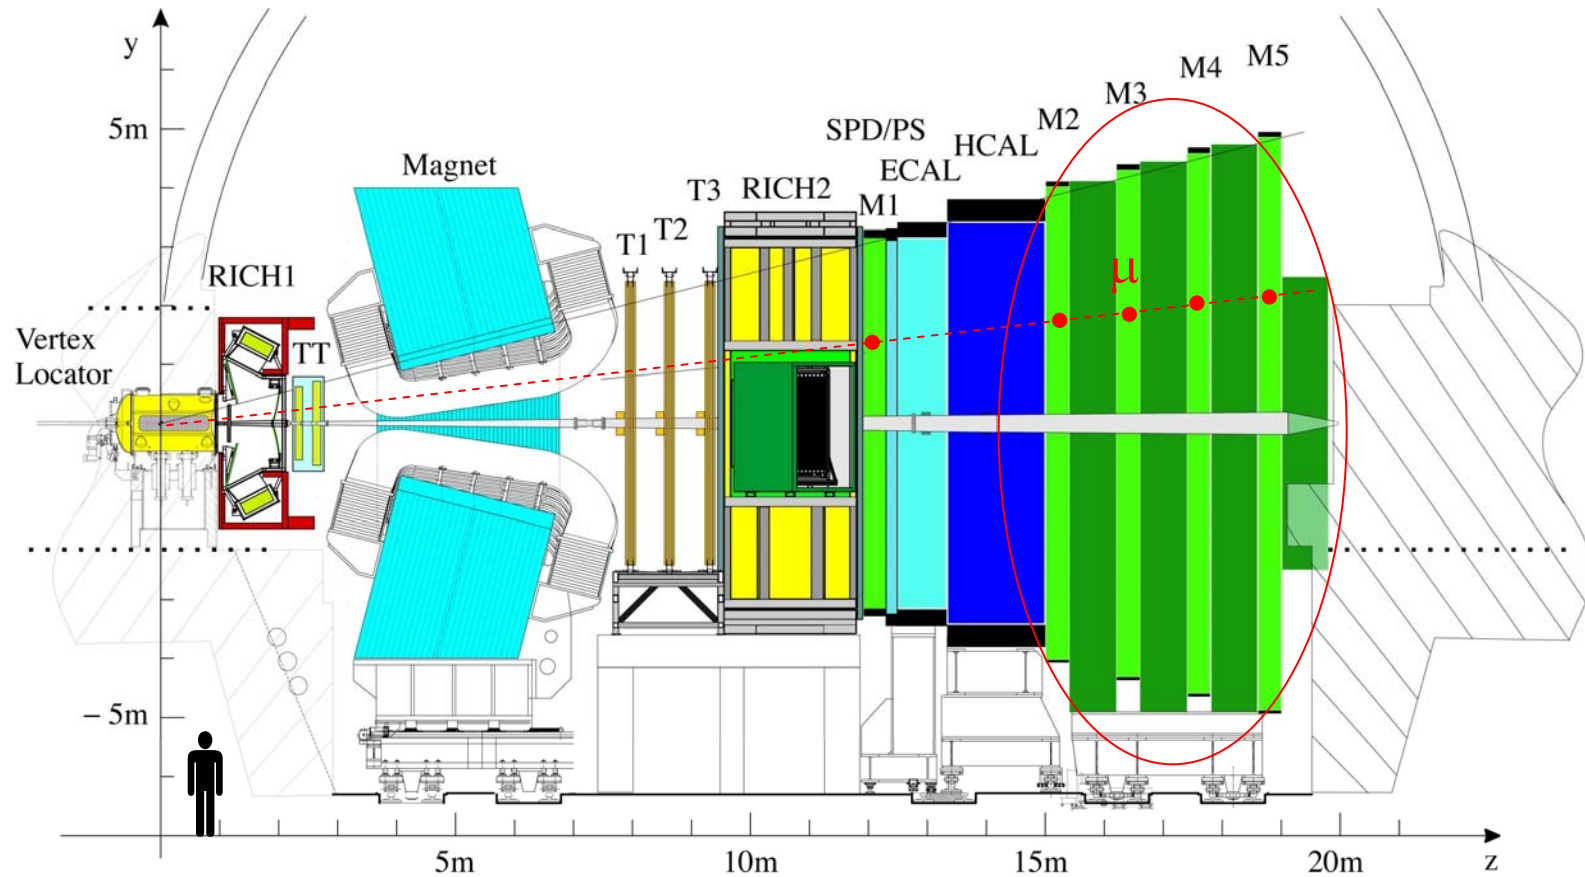 y
5m
Magnet
SPD/PS
ECAL
HCAL
M1
M2
M3
M4
M5
RICH2
T3
T2
T1
RICH1
TT
Vertex
Locator
μ
− 5m
5m
10m
15m
20m
z